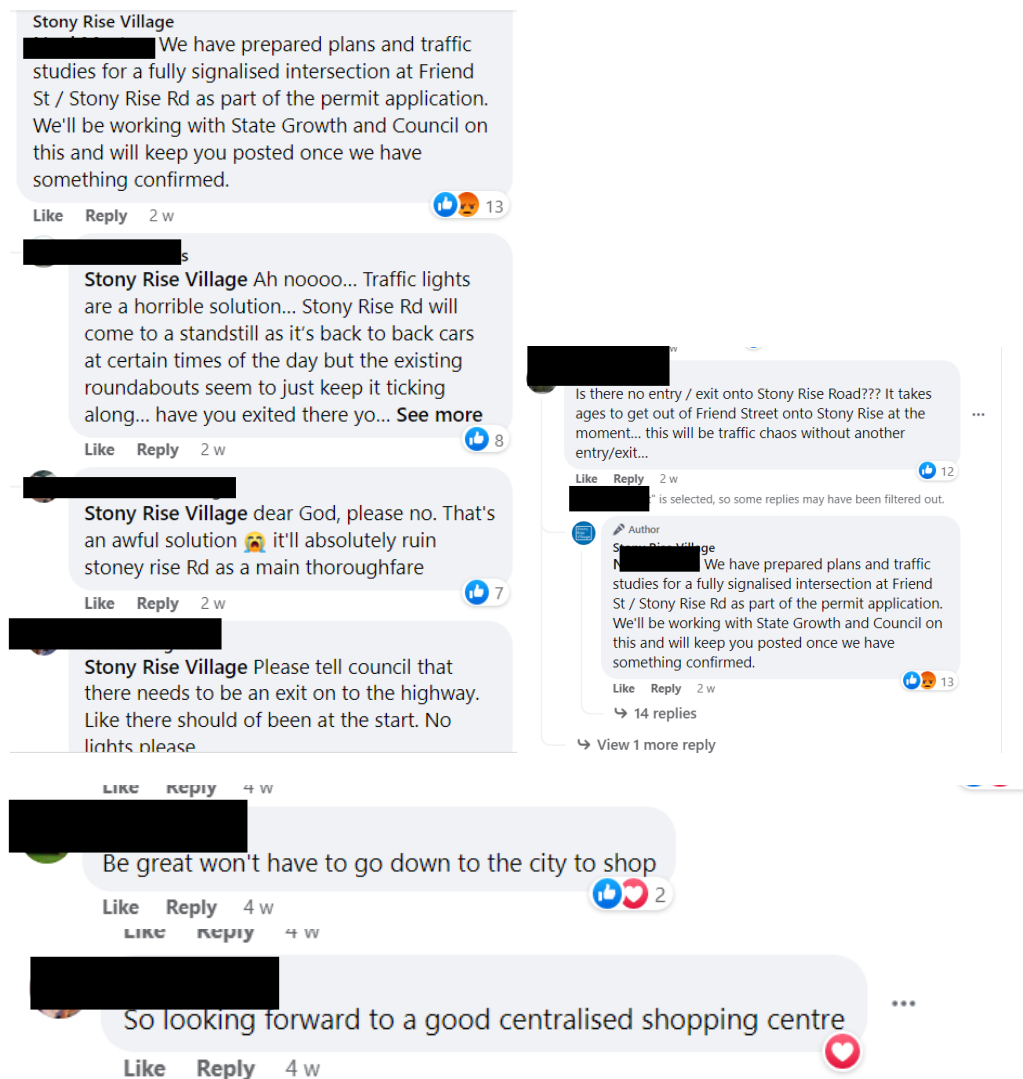 Stony Rise Village
We have prepared plans and traffic
studies for a fully signalised intersection at Friend
St / Stony Rise Rd as part of the permit application.
We'll be working with State Growth and Council on
this and will keep you posted once we have
something confirmed.
13
Like Reply 2 w
s
Stony Rise Village Ah noooo... Traffic lights
are a horrible solution... Stony Rise Rd will
come to a standstill as it's back to back cars
at certain times of the day but the existing
roundabouts seem to just keep it ticking
along... have you exited there yo... See more
8
Like Reply 2 w
Stony Rise Village dear God, please no. That's
an awful solution 😭 it'll absolutely ruin
stoney rise Rd as a main thoroughfare
7
Like Reply 2 w
Stony Rise Village Please tell council that
there needs to be an exit on to the highway.
Like there should of been at the start. No
lights please
w
Is there no entry / exit onto Stony Rise Road??? It takes
ages to get out of Friend Street onto Stony Rise at the
moment... this will be traffic chaos without another
entry/exit...
12
Like Reply 2 w
" is selected, so some replies may have been filtered out.
Author
Stony Rise Village
N We have prepared plans and traffic
studies for a fully signalised intersection at Friend
St / Stony Rise Rd as part of the permit application.
We'll be working with State Growth and Council on
this and will keep you posted once we have
something confirmed.
13
Like Reply 2 w
14 replies
View 1 more reply
Like Reply 4 w
Be great won't have to go down to the city to shop
2
Like Reply 4 w
Like Reply 4 w
So looking forward to a good centralised shopping centre
Like Reply 4 w